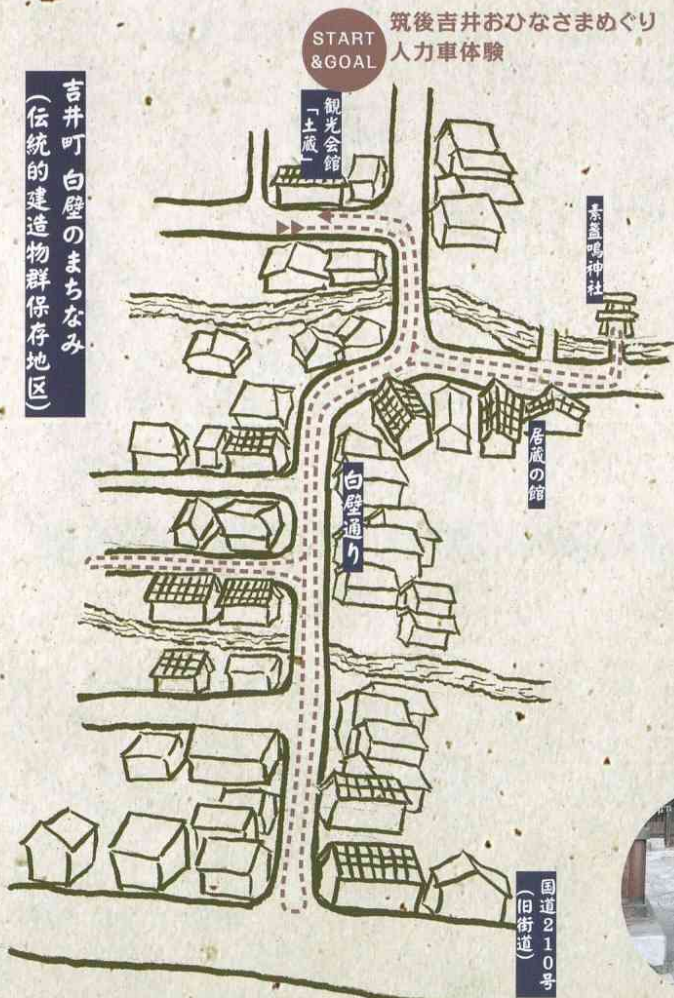 START
&GOAL
筑後吉井おひなさまめぐり
人力車体験
吉井町 白壁のまちなみ
(伝統的建造物群保存地区)
観光会館
「土蔵」
素盞嗚神社
居蔵の館
白壁通り
国道210号
(旧街道)